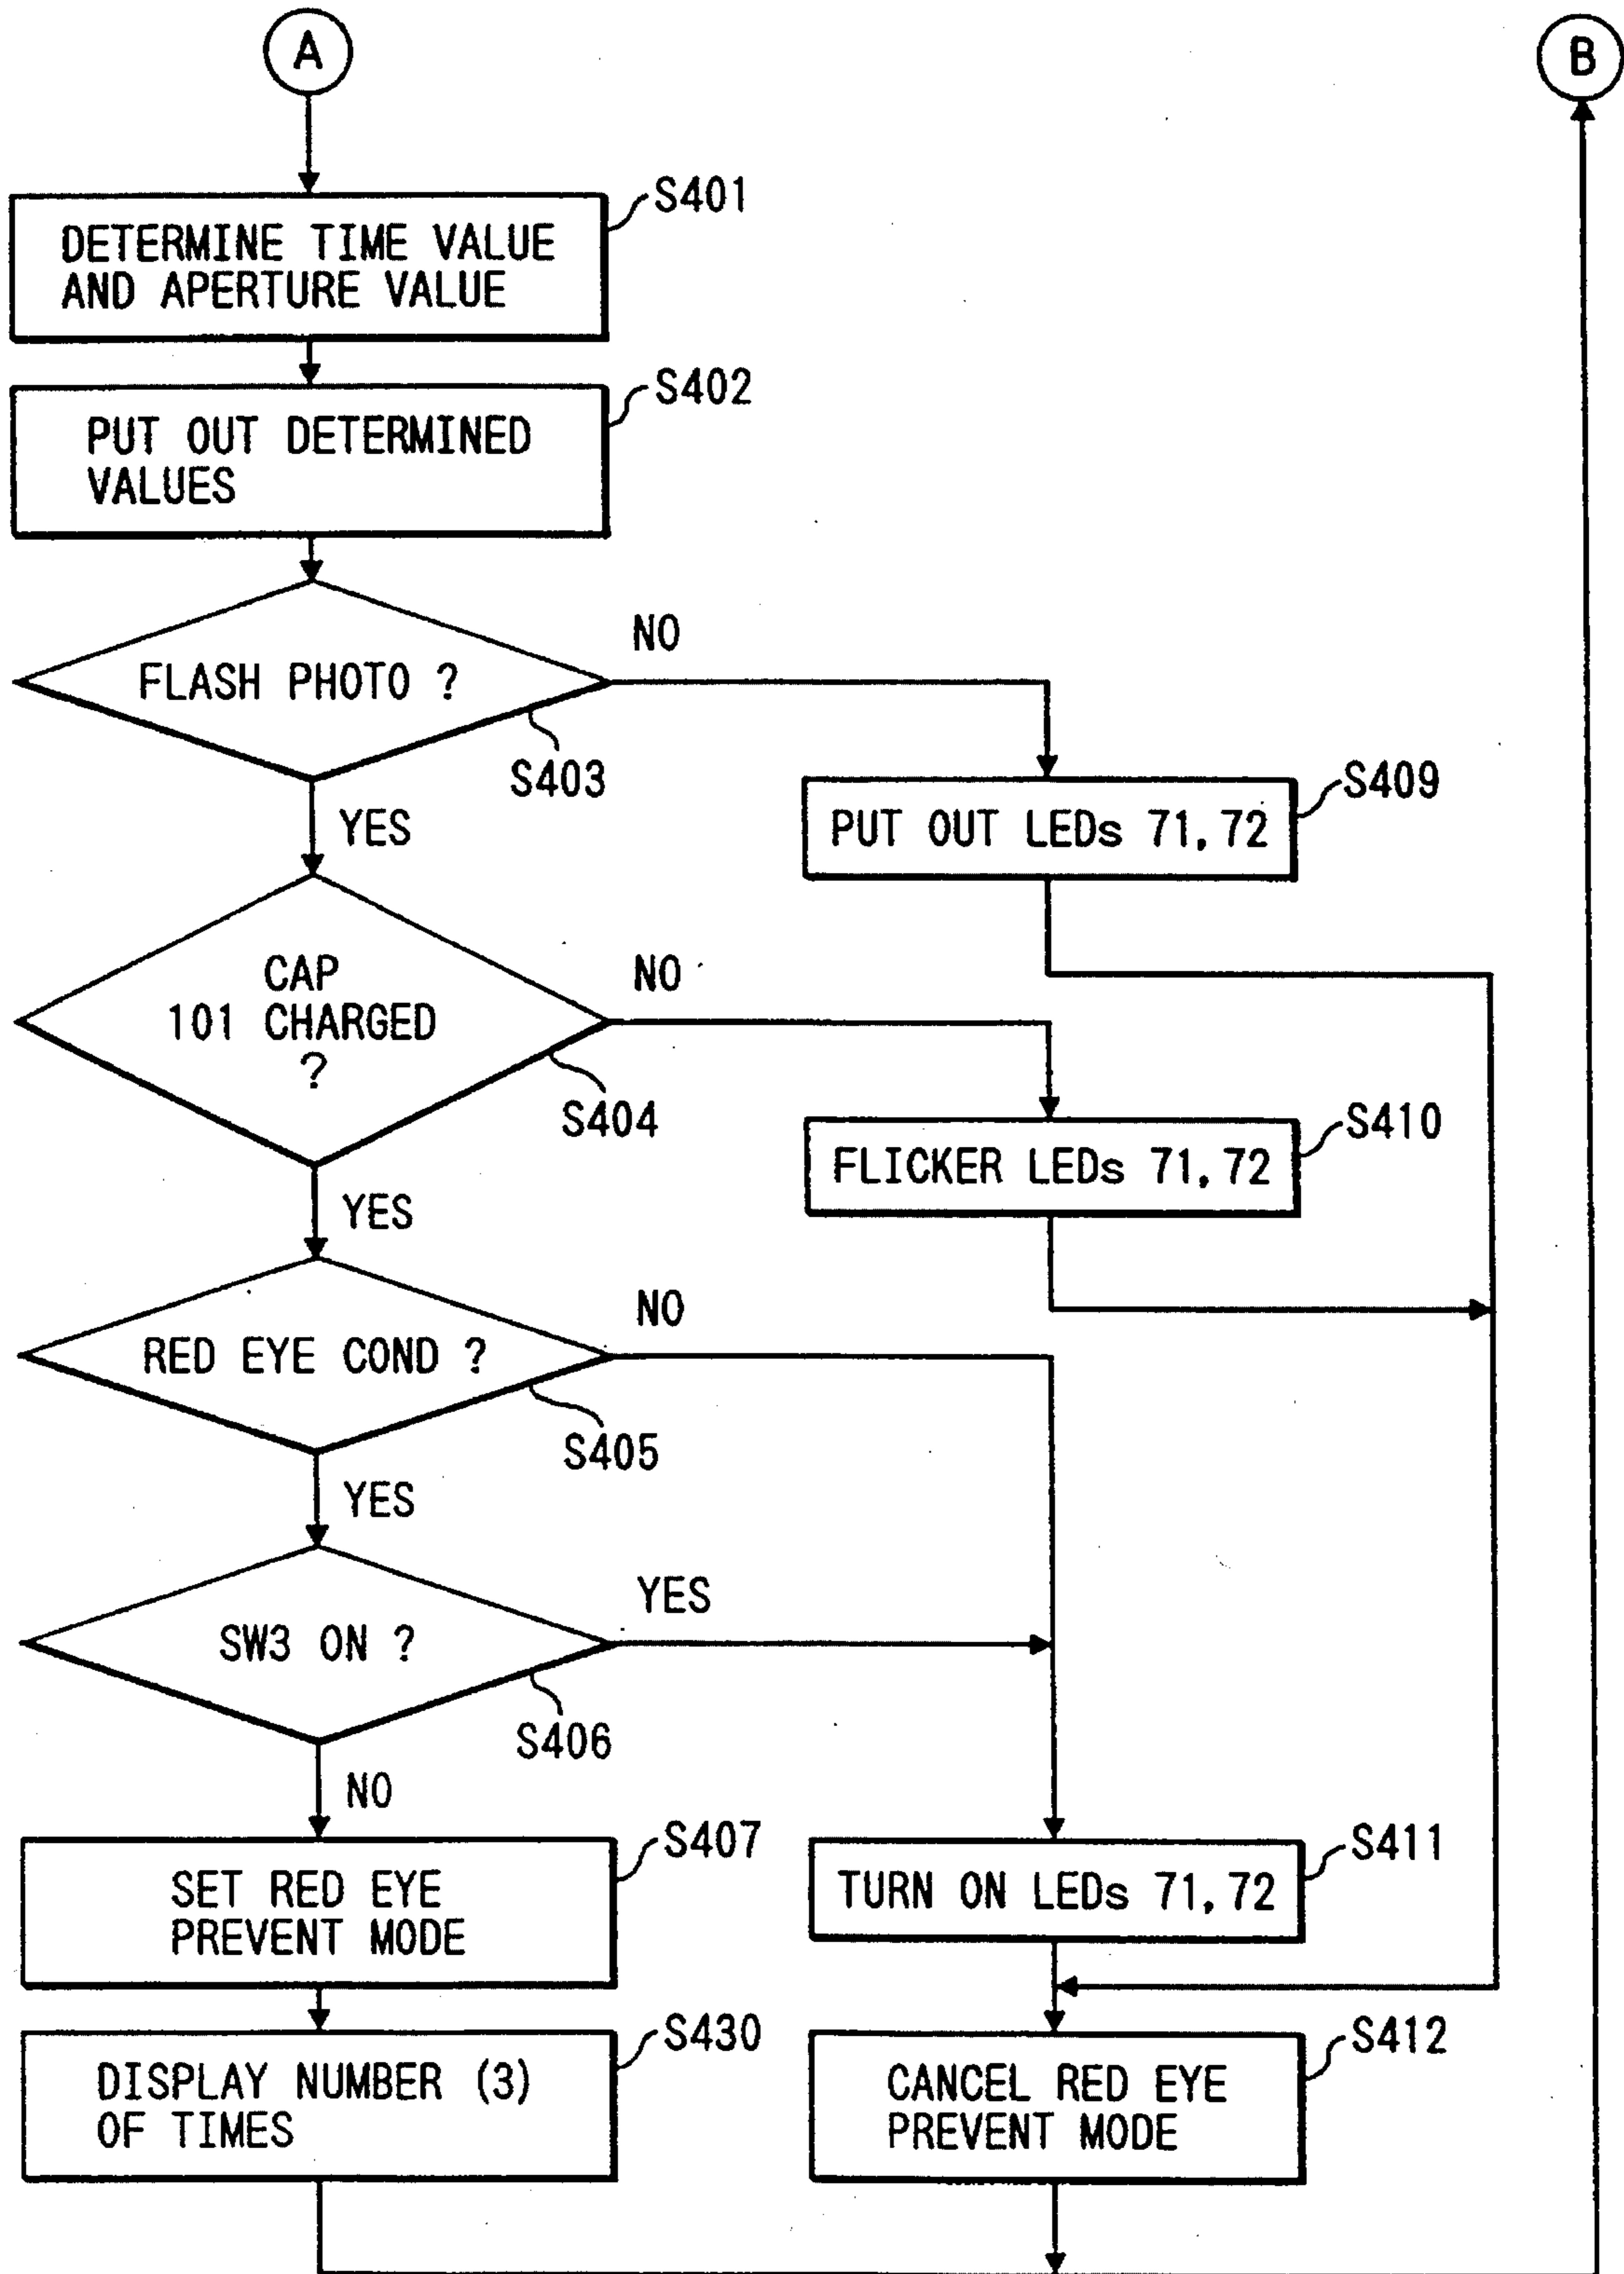 A
B
S401
DETERMINE TIME VALUE
AND APERTURE VALUE
S402
PUT OUT DETERMINED
VALUES
NO
FLASH PHOTO ?
S403
YES
S409
PUT OUT LEDs 71, 72
CAP
101 CHARGED
?
NO
S404
YES
S410
FLICKER LEDs 71, 72
NO
RED EYE COND ?
S405
YES
YES
SW3 ON ?
S406
NO
S407
SET RED EYE
PREVENT MODE
S411
TURN ON LEDs 71, 72
S430
DISPLAY NUMBER (3)
OF TIMES
S412
CANCEL RED EYE
PREVENT MODE